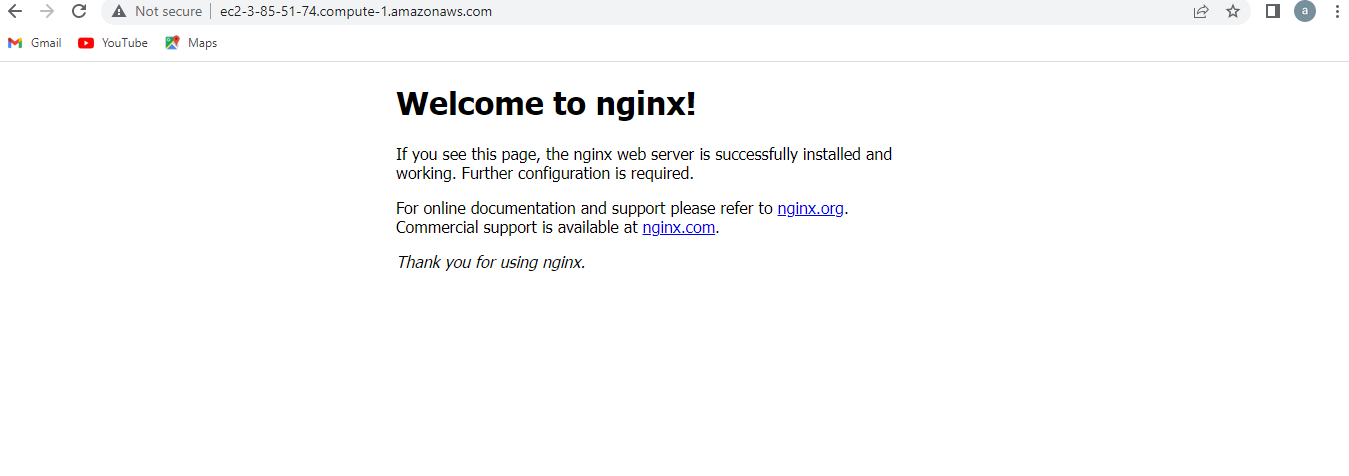 Not secure ec2-3-85-51-74.compute-1.amazonaws.com a
Gmail YouTube Maps
Welcome to nginx!
If you see this page, the nginx web server is successfully installed and
working. Further configuration is required.
For online documentation and support please refer to nginx.org.
Commercial support is available at nginx.com.
Thank you for using nginx.